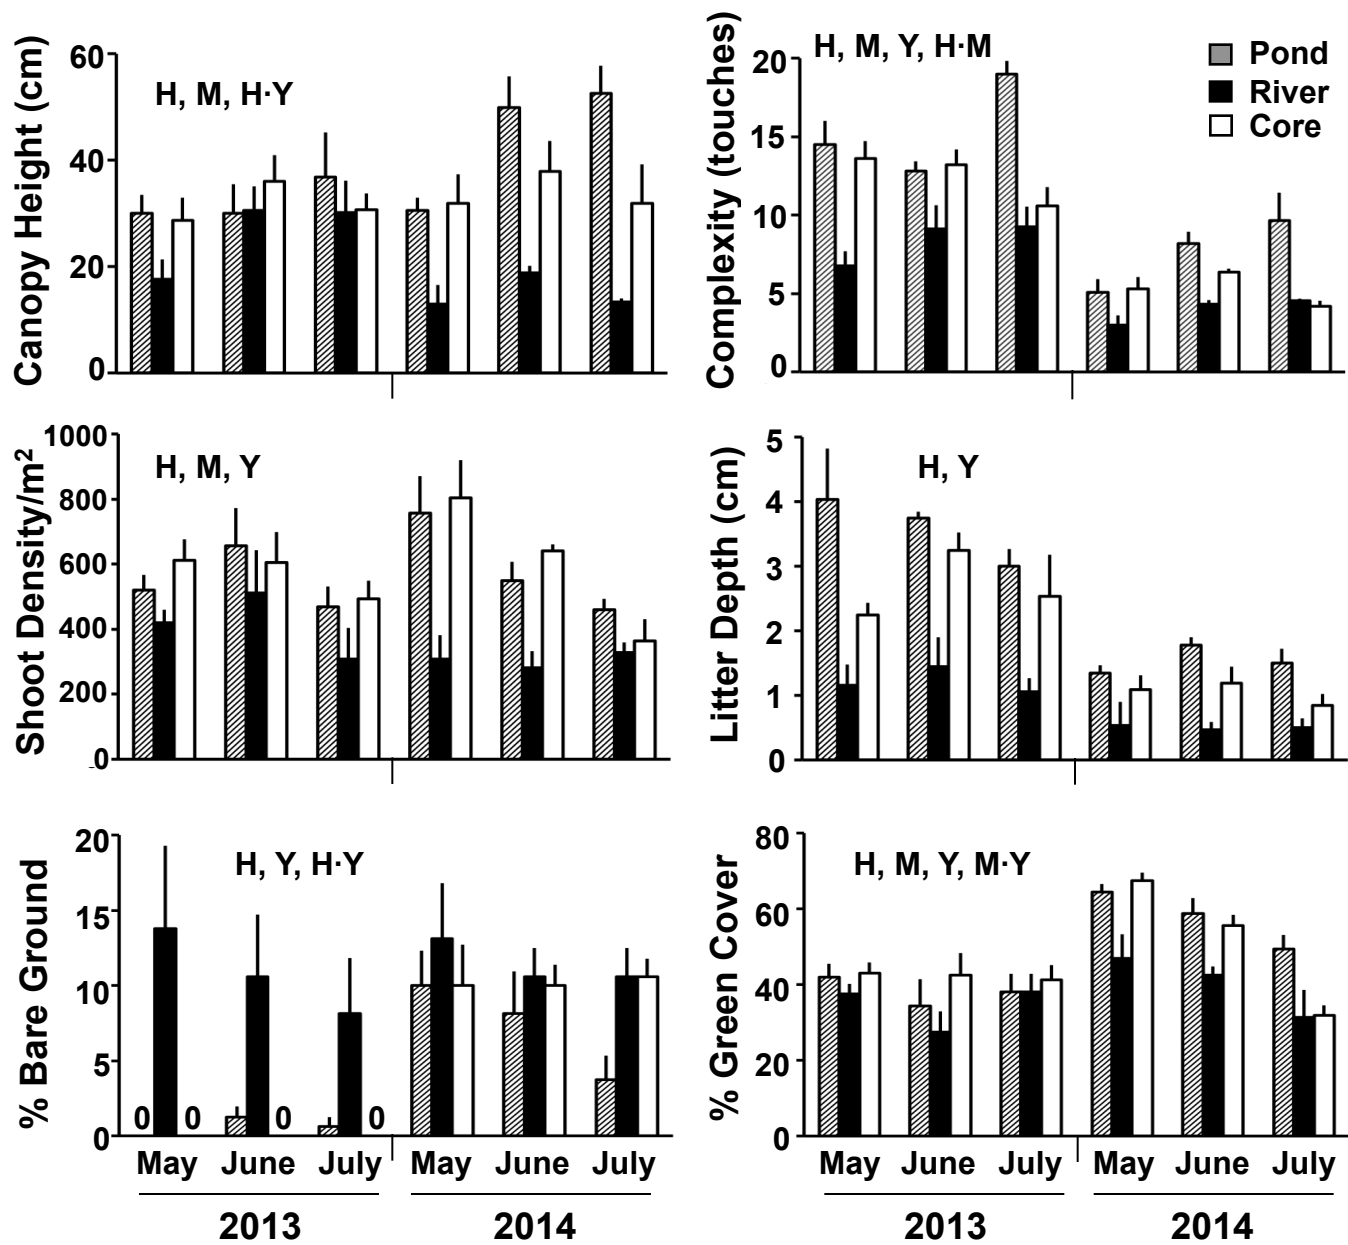 Canopy Height (cm)
60
40
20
0
H, M, H·Y
Complexity (touches)
20
15
10
5
0
H, M, Y, H·M
Pond
River
Core
Shoot Density/m²
1000
800
600
400
200
0
H, M, Y
Litter Depth (cm)
5
4
3
2
1
0
H, Y
% Bare Ground
20
15
10
5
0
H, Y, H·Y
0 0 0 0
May June July May June July
2013 2014
% Green Cover
80
60
40
20
0
H, M, Y, M·Y
May June July May June July
2013 2014